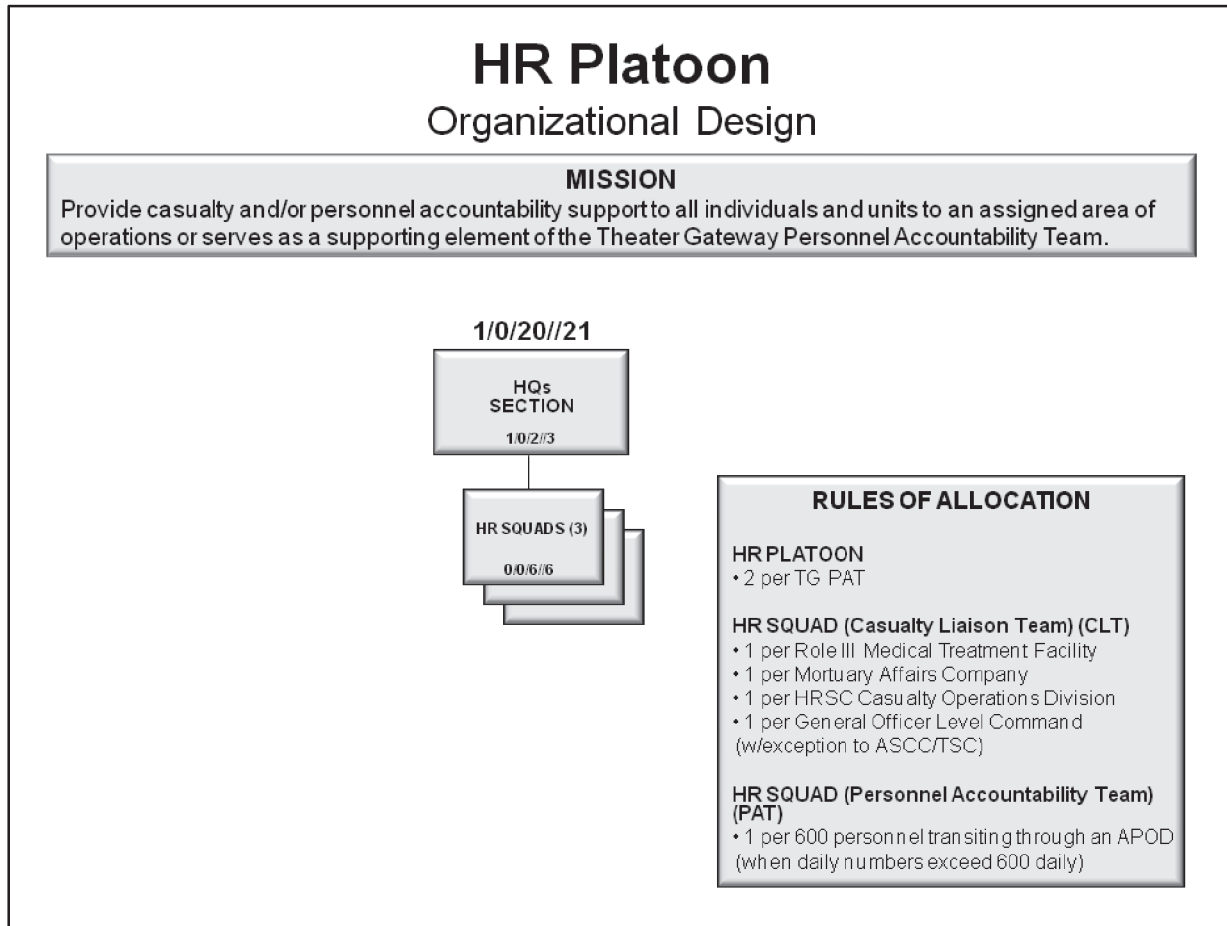 HR Platoon
Organizational Design
MISSION
Provide casualty and/or personnel accountability support to all individuals and units to an assigned area of
operations or serves as a supporting element of the Theater Gateway Personnel Accountability Team.
1/0/20//21
HQs
SECTION
1/0/2//3
HR SQUADS (3)
0/0/6//6
RULES OF ALLOCATION
HR PLATOON
• 2 per TG PAT
HR SQUAD (Casualty Liaison Team) (CLT)
• 1 per Role III Medical Treatment Facility
• 1 per Mortuary Affairs Company
• 1 per HRSC Casualty Operations Division
• 1 per General Officer Level Command
(w/exception to ASCC/TSC)
HR SQUAD (Personnel Accountability Team)
(PAT)
• 1 per 600 personnel transiting through an APOD
(when daily numbers exceed 600 daily)